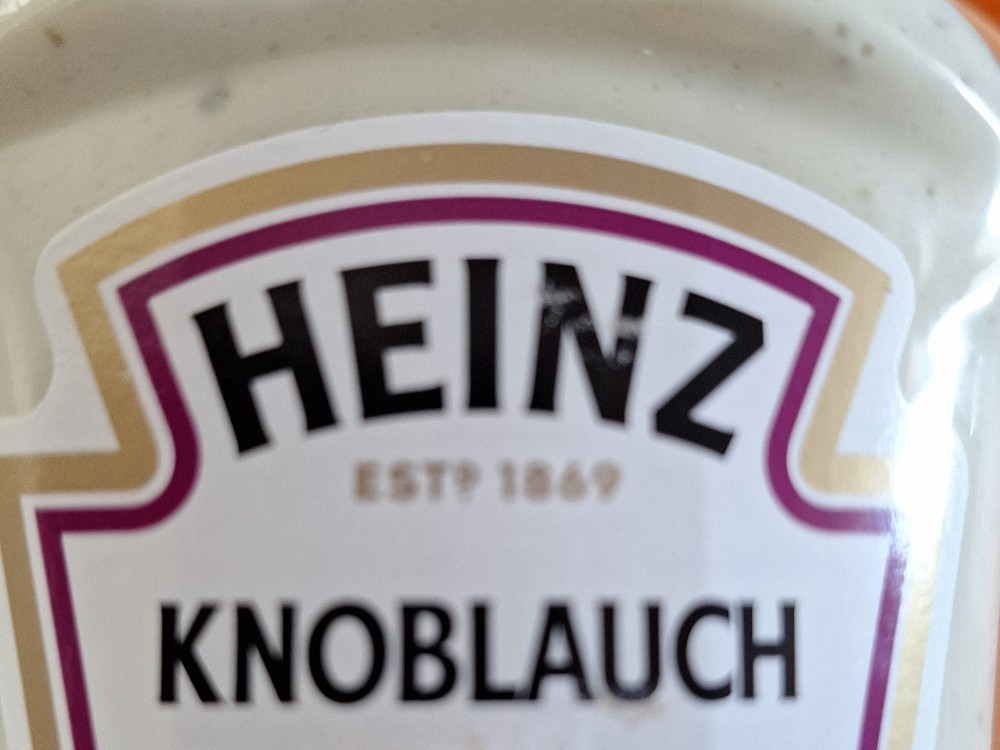 HEINZ
ESTD 1869
KNOBLAUCH